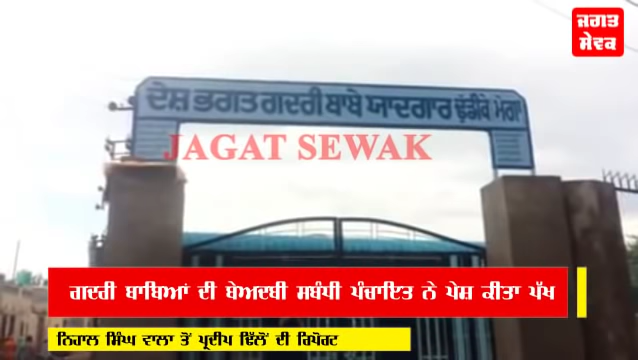 ਜਗਤ
ਸੇਵਕ
ਦੇਸ਼ ਭਗਤ ਗਦਰੀ ਬਾਬੇ ਯਾਦਗਾਰ ਢੁੱਡੀਕੇ ਮੋਗਾ
JAGAT SEWAK
ਗਦਰੀ ਬਾਬਿਆਂ ਦੀ ਬੇਅਦਬੀ ਸਬੰਧੀ ਪੰਚਾਇਤ ਨੇ ਪੇਸ਼ ਕੀਤਾ ਪੱਖ
ਨਿਹਾਲ ਸਿੰਘ ਵਾਲਾ ਤੋਂ ਪ੍ਰਦੀਪ ਢਿੱਲੋਂ ਦੀ ਰਿਪੋਰਟ